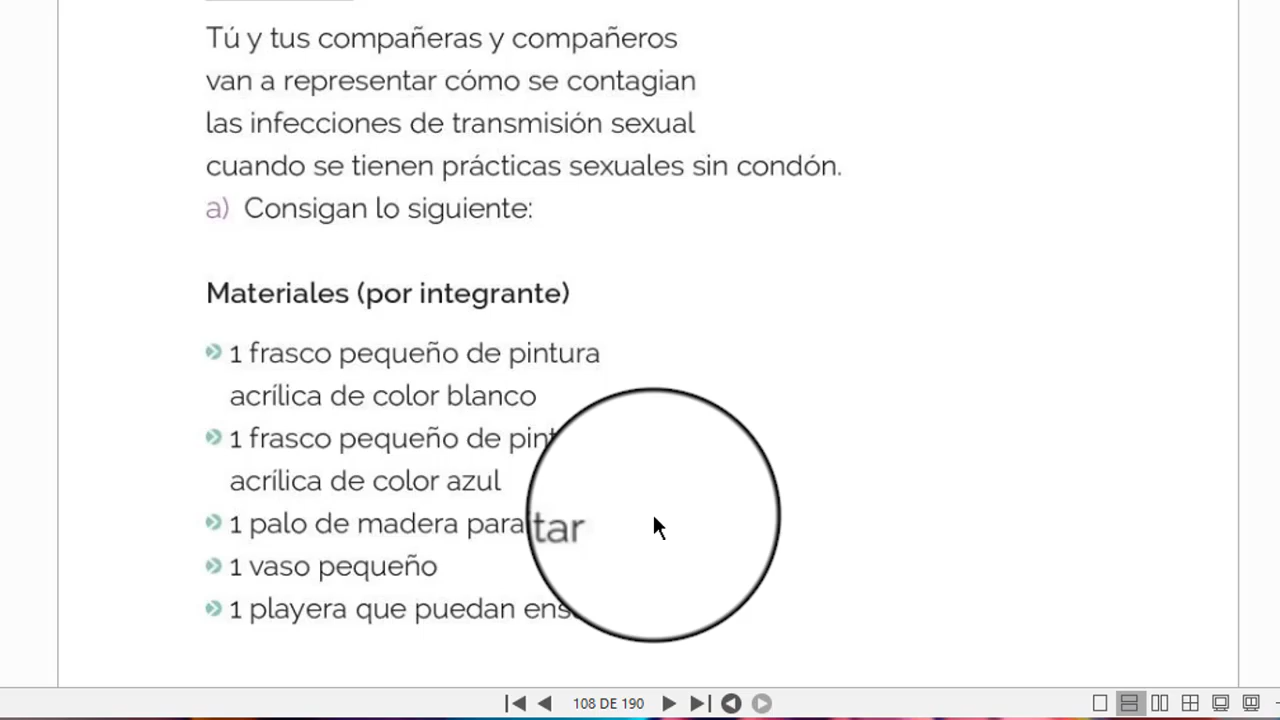 Tú y tus compañeras y compañeros
van a representar cómo se contagian
las infecciones de transmisión sexual
cuando se tienen prácticas sexuales sin condón.
a) Consigan lo siguiente:
Materiales (por integrante)
1 frasco pequeño de pintura
acrílica de color blanco
1 frasco pequeño de
acrílica de color azul
1 palo de madera para
1 vaso pequeño
1 playera que puedan
108 DE 190